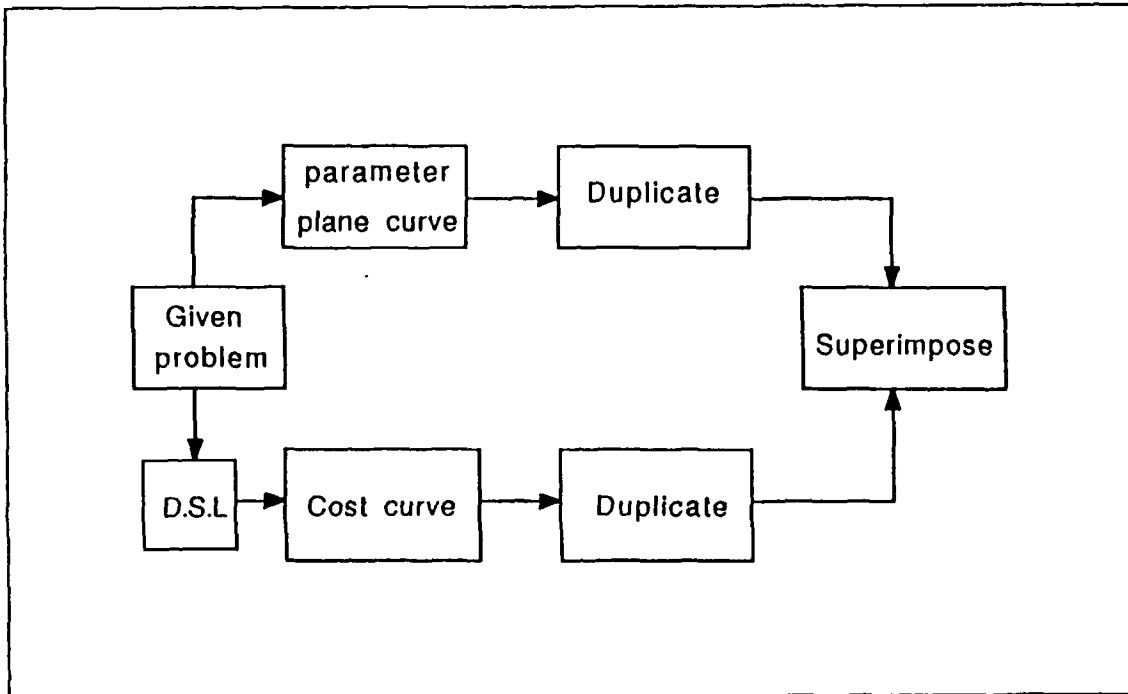 parameter
plane curve
Duplicate
Given
problem
Superimpose
D.S.L
Cost curve
Duplicate